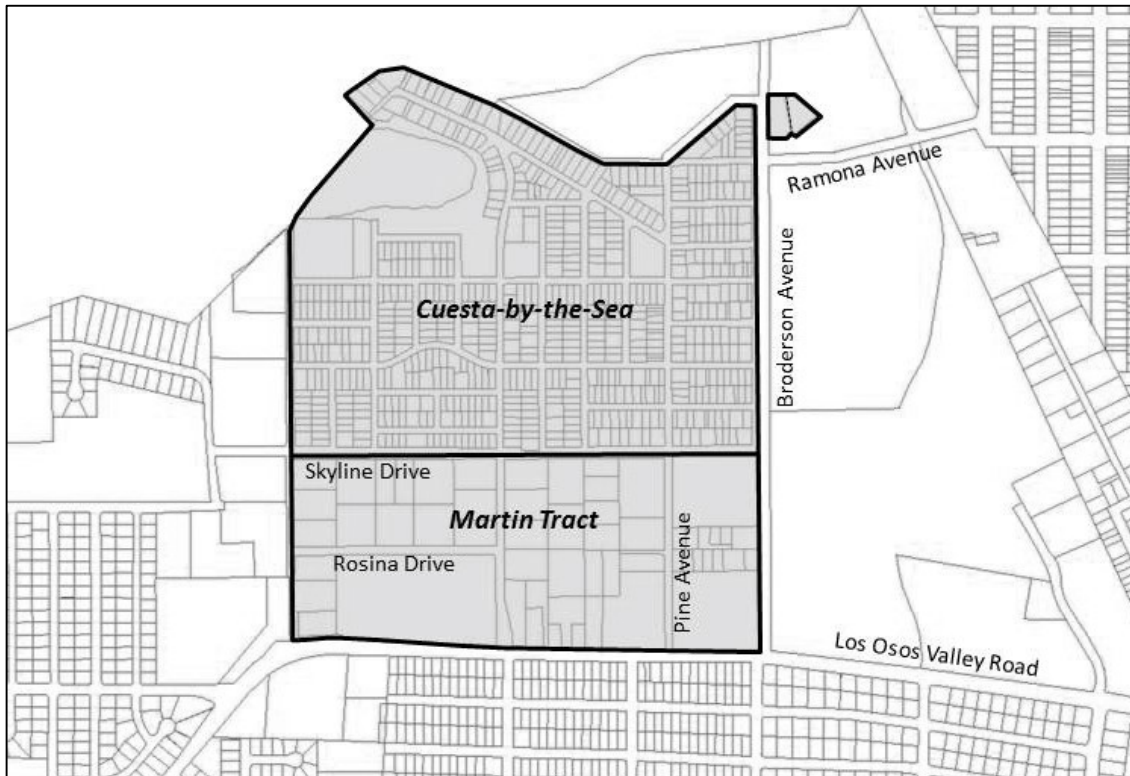 Ramona Avenue
Broderson Avenue
Cuesta-by-the-Sea
Skyline Drive
Martin Tract
Pine Avenue
Rosina Drive
Los Osos Valley Road